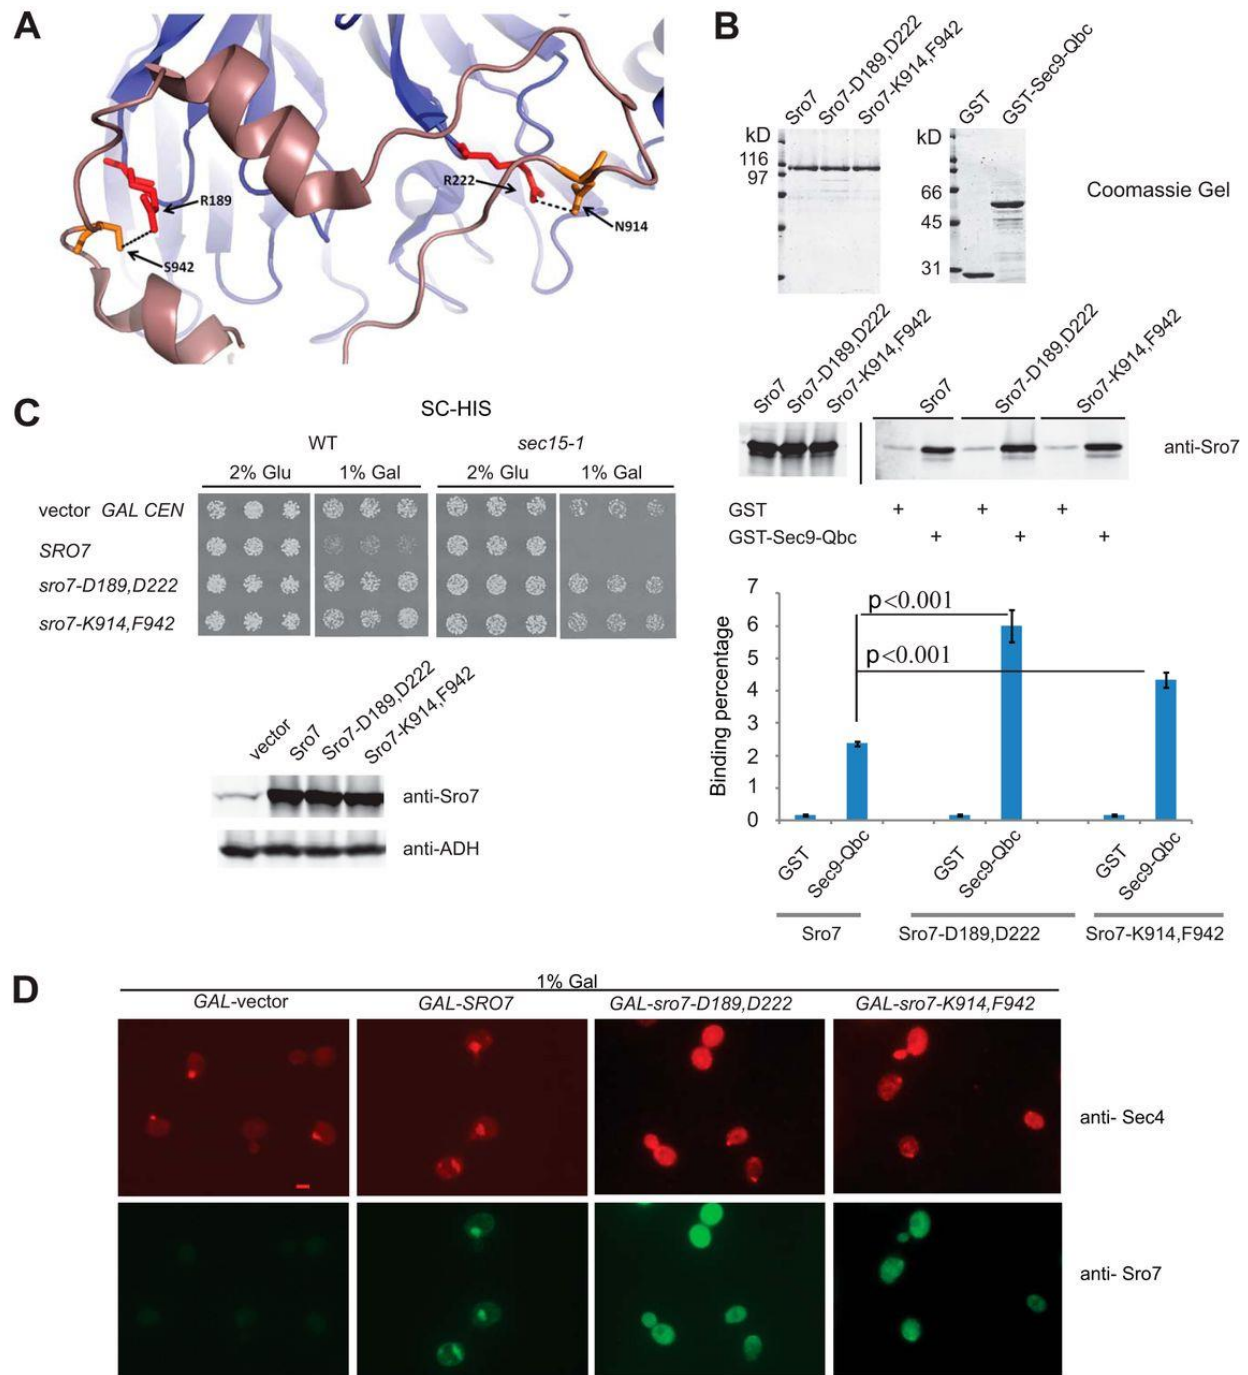 A
R189
S942
R222
N914
B
Sro7
Sro7-D189,D222
Sro7-K914,F942
GST
GST-Sec9-Qbc
kD
116
97
kD
66
45
31
Coomassie Gel
Sro7
Sro7-D189,D222
Sro7-K914,F942
Sro7
Sro7-D189,D222
Sro7-K914,F942
anti-Sro7
GST + + +
GST-Sec9-Qbc + + +
7
6
5
4
3
2
1
0
Binding percentage
p<0.001
p<0.001
GST
Sec9-Qbc
GST
Sec9-Qbc
GST
Sec9-Qbc
Sro7
Sro7-D189,D222
Sro7-K914,F942
C
SC-HIS
WT
sec15-1
2% Glu
1% Gal
2% Glu
1% Gal
vector GAL CEN
SRO7
sro7-D189,D222
sro7-K914,F942
vector
Sro7
Sro7-D189,D222
Sro7-K914,F942
anti-Sro7
anti-ADH
D
1% Gal
GAL-vector
GAL-SRO7
GAL-sro7-D189,D222
GAL-sro7-K914,F942
anti- Sec4
anti- Sro7